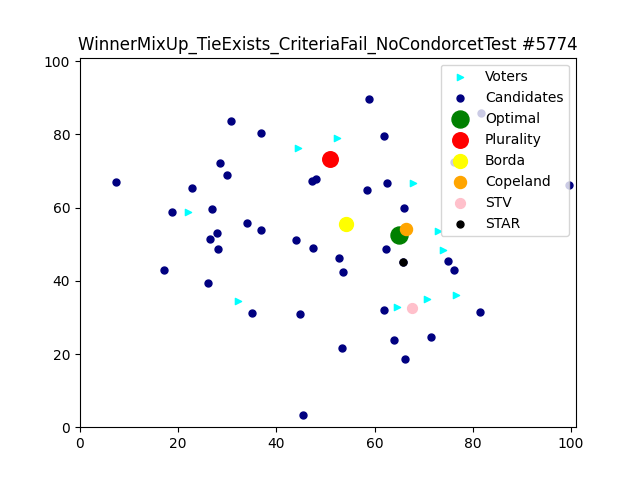 WinnerMixUp_TieExists_CriteriaFail_NoCondorcetTest #5774
100
80
60
40
20
0
0 20 40 60 80 100
Voters
Candidates
Optimal
Plurality
Borda
Copeland
STV
STAR